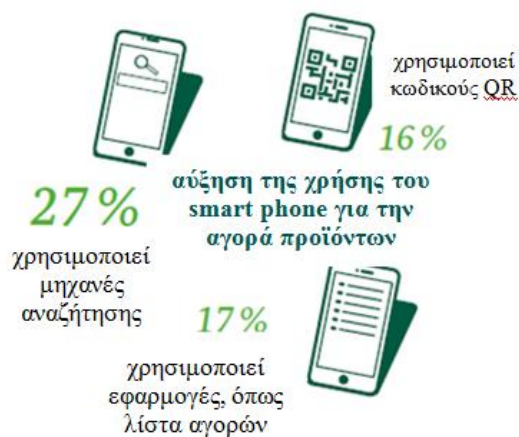 χρησιμοποιεί
κωδικούς QR
16%
αύξηση της χρήσης του
smart phone για την
αγορά προϊόντων
27%
χρησιμοποιεί
μηχανές
αναζήτησης
17%
χρησιμοποιεί
εφαρμογές, όπως
λίστα αγορών